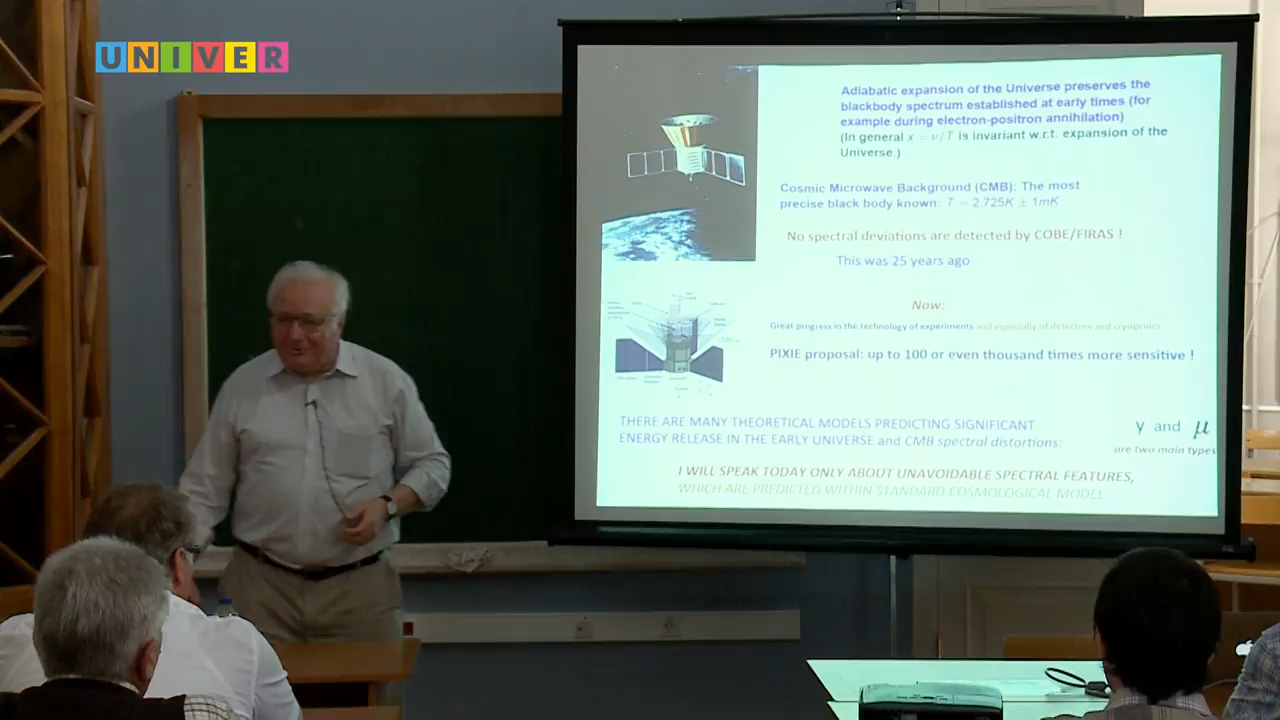 UNIVER
Adiabatic expansion of the Universe preserves the
blackbody spectrum established at early times (for
example during electron-positron annihilation)
(In general x = ν/T is invariant w.r.t. expansion of the
Universe.)
Cosmic Microwave Background (CMB): The most
precise black body known: T = 2.725K ± 1mK
No spectral deviations are detected by COBE/FIRAS !
This was 25 years ago
Now:
Great progress in the technology of experiments and especially of detectors and cryogenics
PIXIE proposal: up to 100 or even thousand times more sensitive !
THERE ARE MANY THEORETICAL MODELS PREDICTING SIGNIFICANT
ENERGY RELEASE IN THE EARLY UNIVERSE and CMB spectral distortions:
y and μ
are two main types
I WILL SPEAK TODAY ONLY ABOUT UNAVOIDABLE SPECTRAL FEATURES,
WHICH ARE PREDICTED WITHIN STANDARD COSMOLOGICAL MODEL